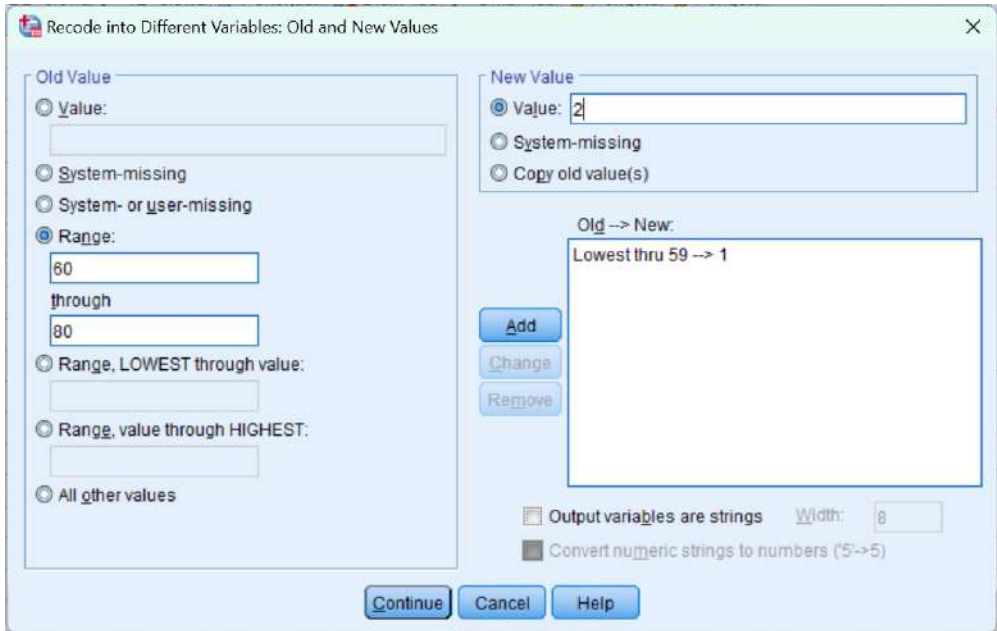 Recode into Different Variables: Old and New Values
Old Value
Value:
System-missing
System- or user-missing
Range:
60
through
80
Range, LOWEST through value:
Range, value through HIGHEST:
All other values
New Value
Value: 2
System-missing
Copy old value(s)
Old --> New:
Lowest thru 59 --> 1
Add
Change
Remove
Output variables are strings Width: 8
Convert numeric strings to numbers ('5'->5)
Continue Cancel Help